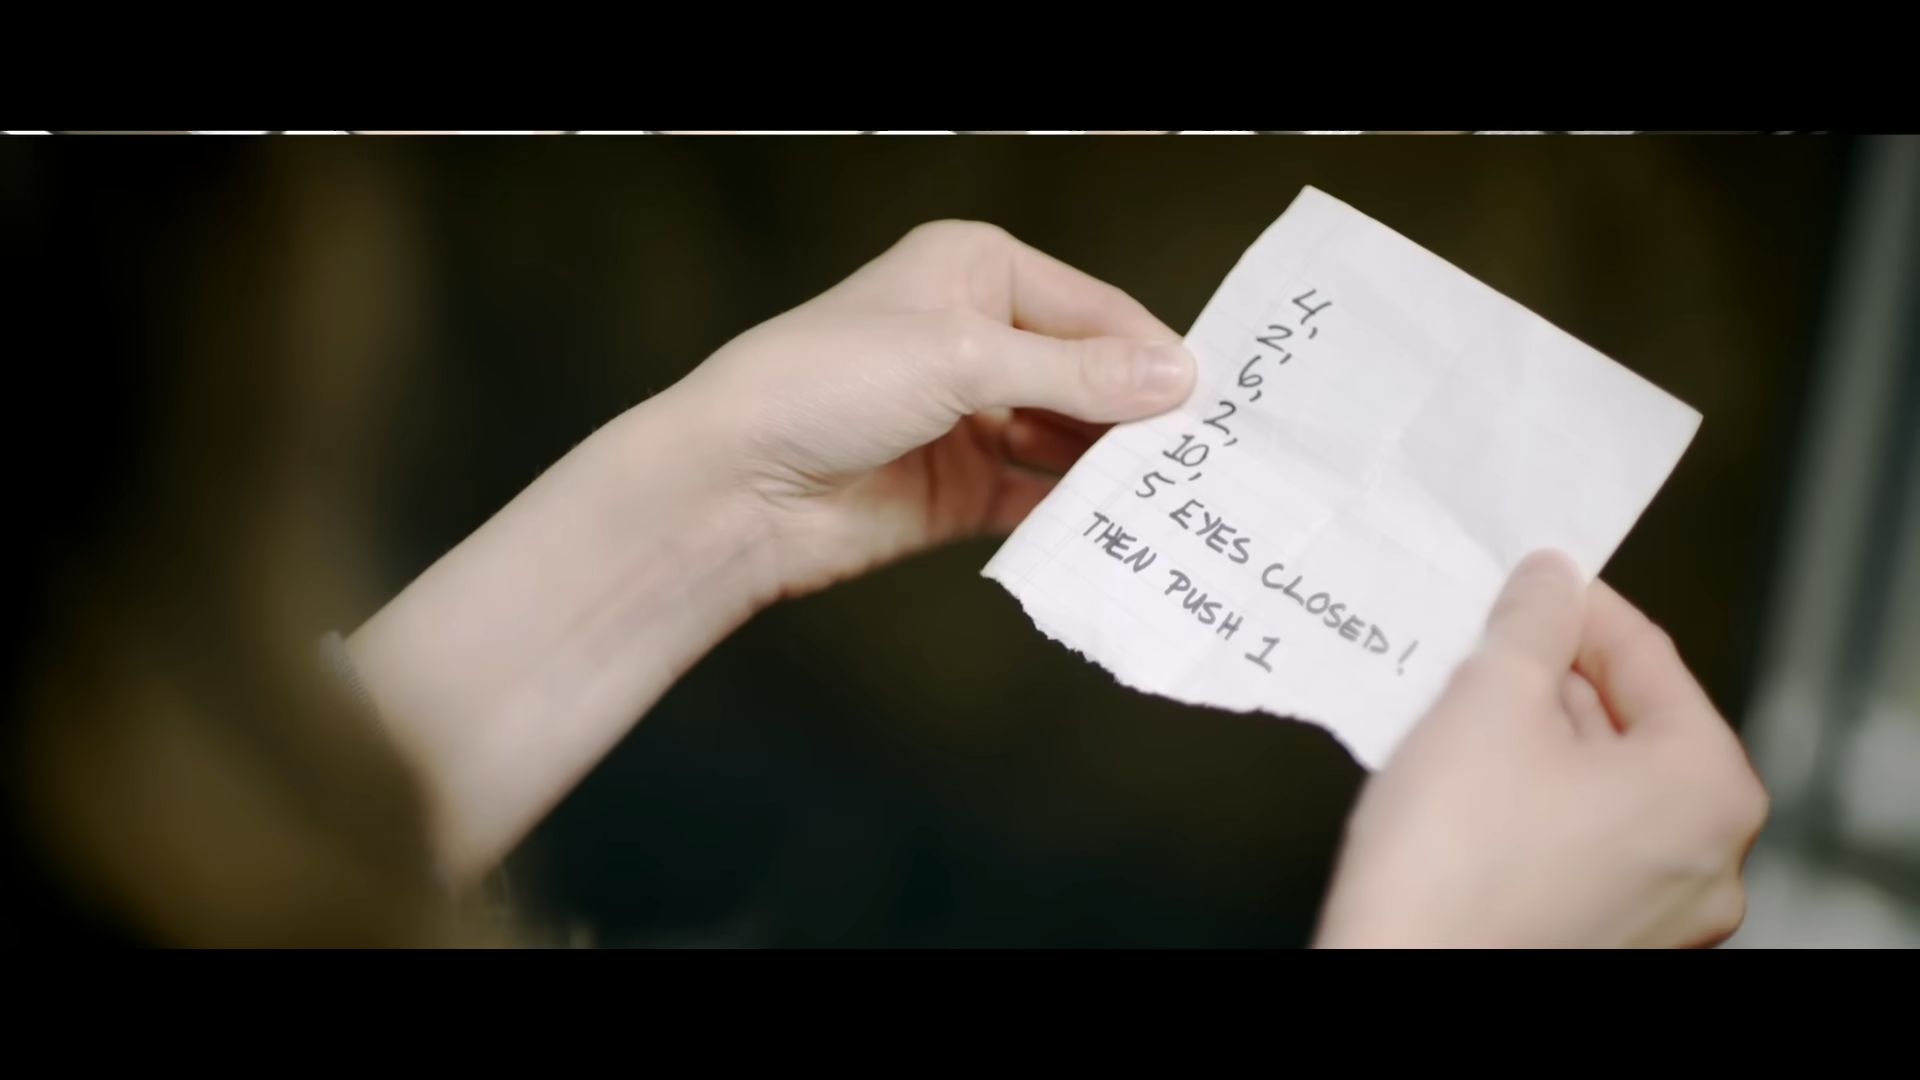 4,
2,
6,
2,
10,
5 EYES CLOSED!
THEN PUSH 1